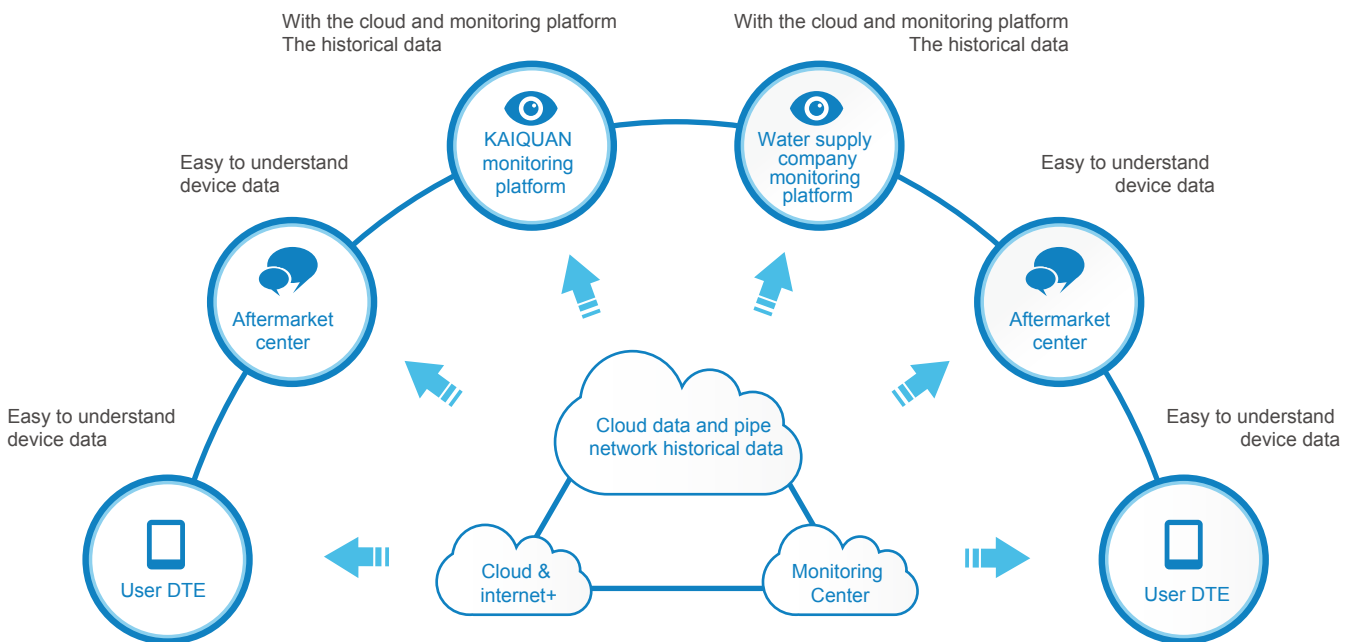 With the cloud and monitoring platform
The historical data
With the cloud and monitoring platform
The historical data
KAIQUAN
monitoring
platform
Water supply
company
monitoring
platform
Easy to understand
device data
Easy to understand
device data
Aftermarket
center
Aftermarket
center
Easy to understand
device data
Easy to understand
device data
Cloud data and pipe
network historical data
User DTE
Cloud &
internet+
Monitoring
Center
User DTE